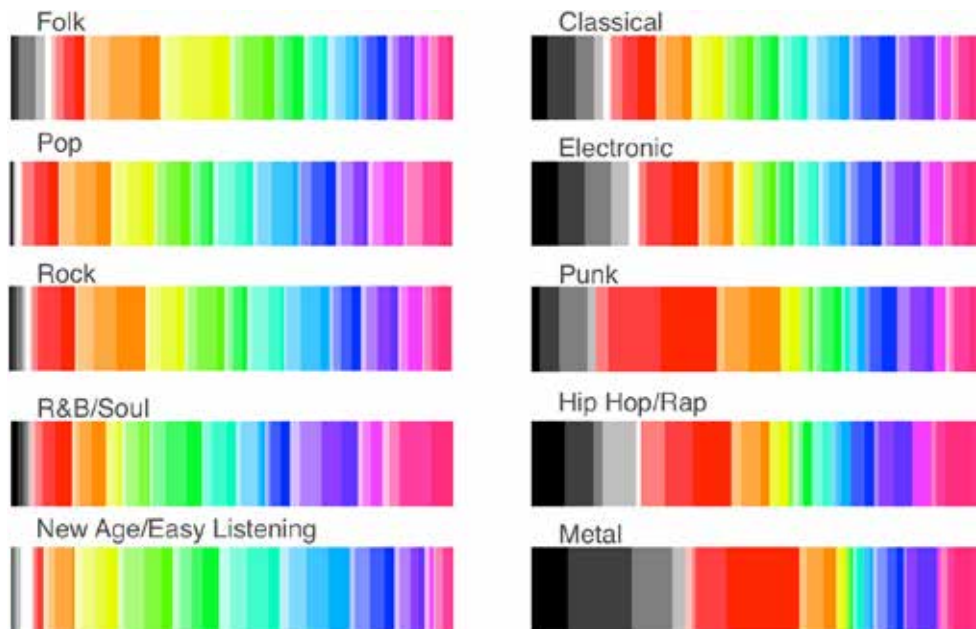 Folk
Classical
Pop
Electronic
Rock
Punk
R&B/Soul
Hip Hop/Rap
New Age/Easy Listening
Metal